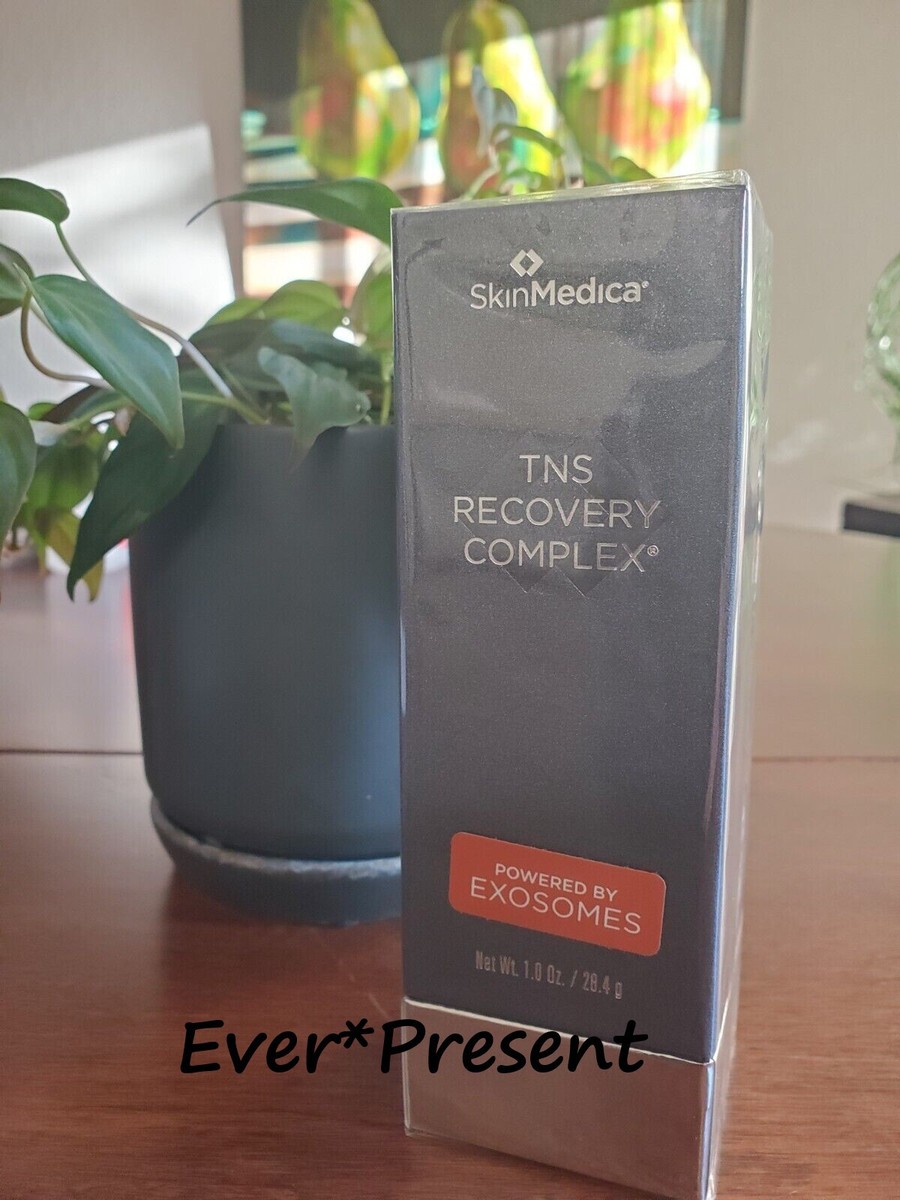 SkinMedica®
TNS
RECOVERY
COMPLEX®
POWERED BY
EXOSOMES
Net Wt. 1.0 Oz. / 28.4 g
Ever*Present